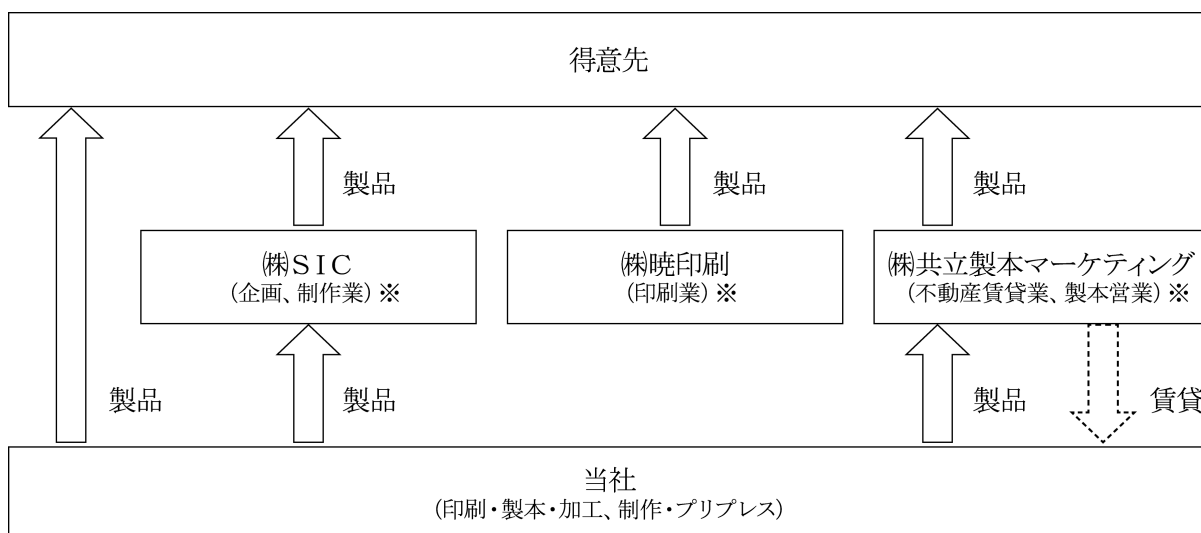 得意先
製品
製品
製品
㈱ＳＩＣ
（企画、制作業）※
㈱暁印刷
（印刷業）※
㈱共立製本マーケティング
（不動産賃貸業、製本営業）※
製品
製品
製品
賃貸
当社
（印刷・製本・加工、制作・プリプレス）